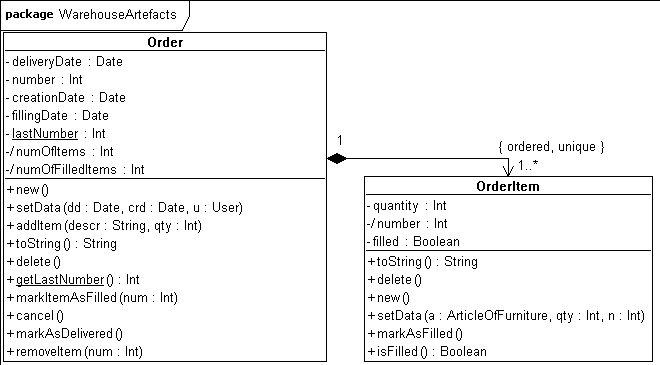 package WarehouseArtefacts
Order
- deliveryDate : Date
- number : Int
- creationDate : Date
- fillingDate : Date
- lastNumber : Int
-/ numOfItems : Int
-/ numOfFilledItems : Int
+ new()
+ setData (dd : Date, crd : Date, u : User)
+ addItem (descr : String, qty : Int)
+ toString() : String
+ delete()
+ getLastNumber() : Int
+ markItemAsFilled (num : Int)
+ cancel()
+ markAsDelivered()
+ removeItem (num : Int)
1
{ ordered, unique }
1..*
OrderItem
- quantity : Int
-/ number : Int
- filled : Boolean
+ toString() : String
+ delete()
+ new()
+ setData (a : ArticleOfFurniture, qty : Int, n : Int)
+ markAsFilled()
+ isFilled() : Boolean